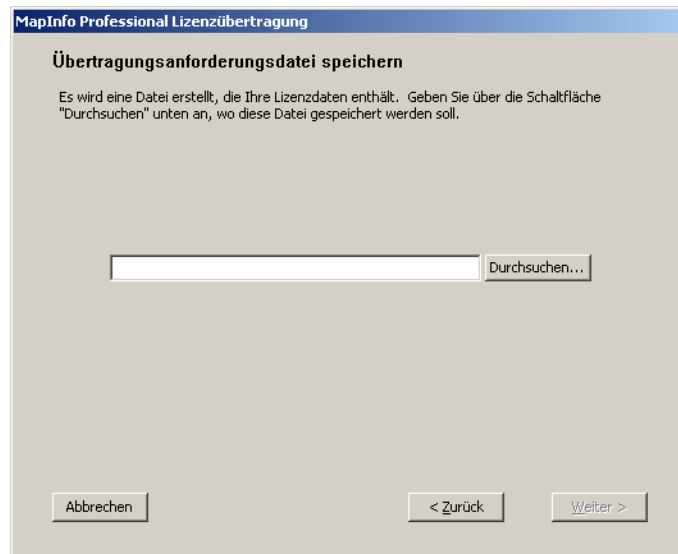 MapInfo Professional Lizenzübertragung
Übertragungsanforderungsdatei speichern
Es wird eine Datei erstellt, die Ihre Lizenzdaten enthält.  Geben Sie über die Schaltfläche
"Durchsuchen" unten an, wo diese Datei gespeichert werden soll.
Durchsuchen...
Abbrechen
< Zurück
Weiter >